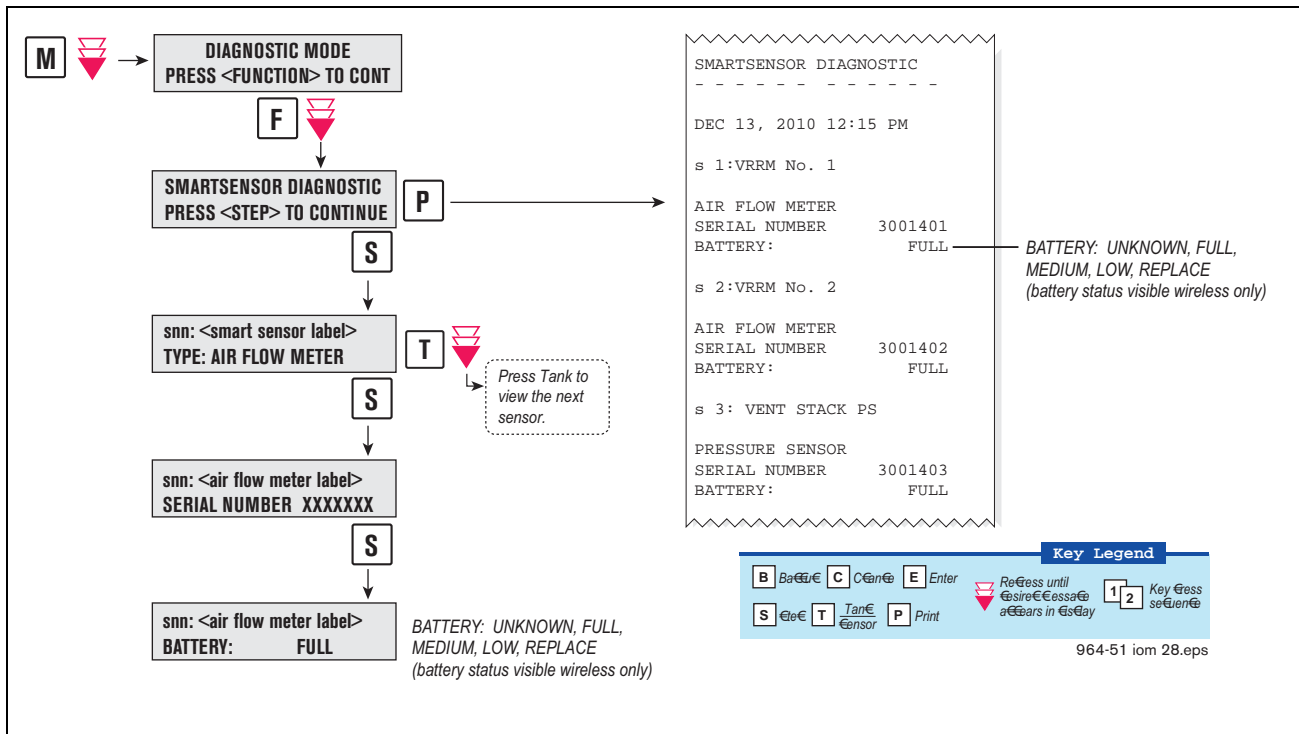 M
DIAGNOSTIC MODE
PRESS <FUNCTION> TO CONT
F
SMARTSENSOR DIAGNOSTIC
PRESS <STEP> TO CONTINUE
P
S
snn: <smart sensor label>
TYPE: AIR FLOW METER
T
Press Tank to
view the next
sensor.
S
snn: <air flow meter label>
SERIAL NUMBER XXXXXXX
S
snn: <air flow meter label>
BATTERY: FULL
BATTERY: UNKNOWN, FULL,
MEDIUM, LOW, REPLACE
(battery status visible wireless only)
SMARTSENSOR DIAGNOSTIC
- - - - - - - - - - - -
DEC 13, 2010 12:15 PM
s 1:VRRM No. 1
AIR FLOW METER
SERIAL NUMBER 3001401
BATTERY: FULL
s 2:VRRM No. 2
AIR FLOW METER
SERIAL NUMBER 3001402
BATTERY: FULL
s 3: VENT STACK PS
PRESSURE SENSOR
SERIAL NUMBER 3001403
BATTERY: FULL
BATTERY: UNKNOWN, FULL,
MEDIUM, LOW, REPLACE
(battery status visible wireless only)
Key Legend
B C E Enter
until
in
1 2 Key
S T P Print
964-51 iom 28.eps